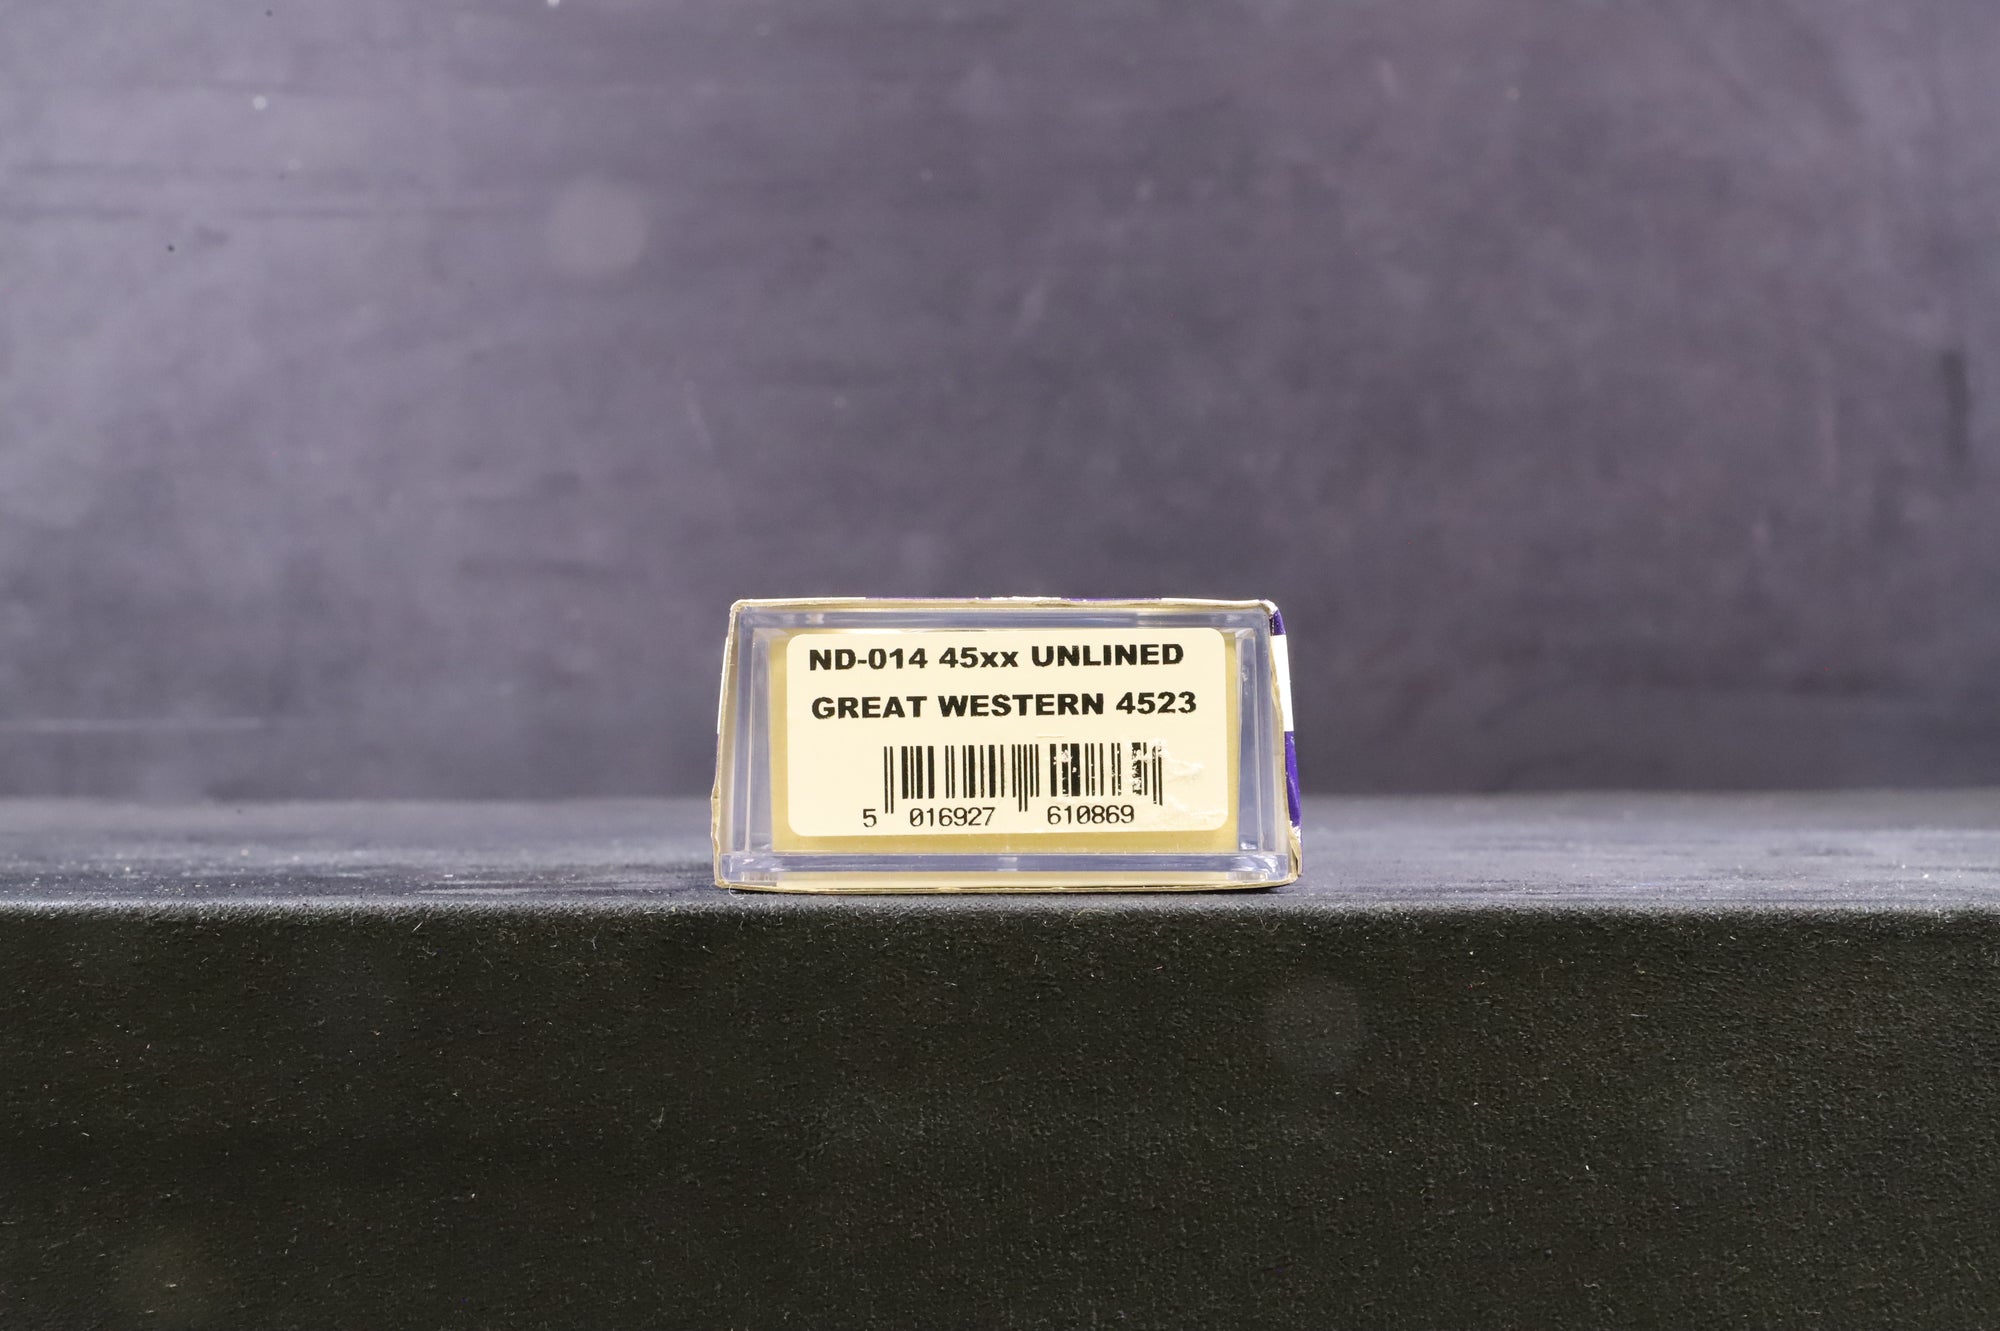 ND-014 45xx UNLINED
GREAT WESTERN 4523
5 016927 610869